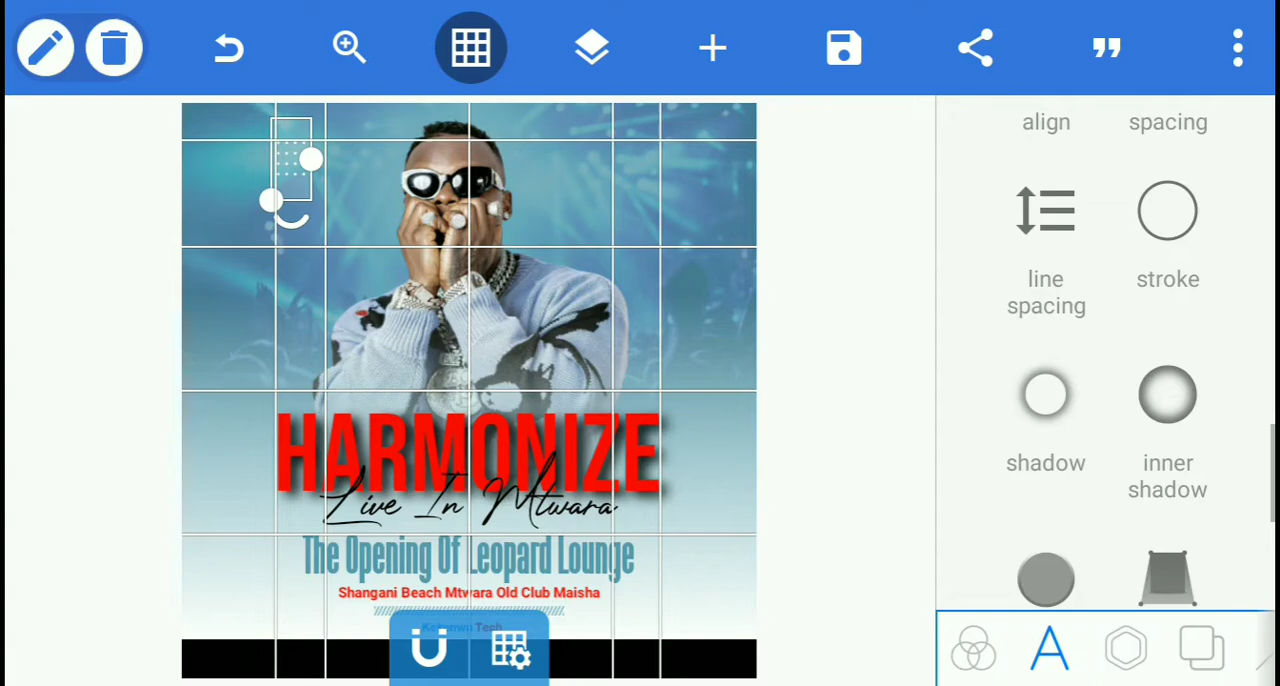 align
spacing
line
spacing
stroke
shadow
inner
shadow
HARMONIZE
Live In Mtwara
The Opening Of Leopard Lounge
Shangani Beach Mtwara Old Club Maisha
Tech